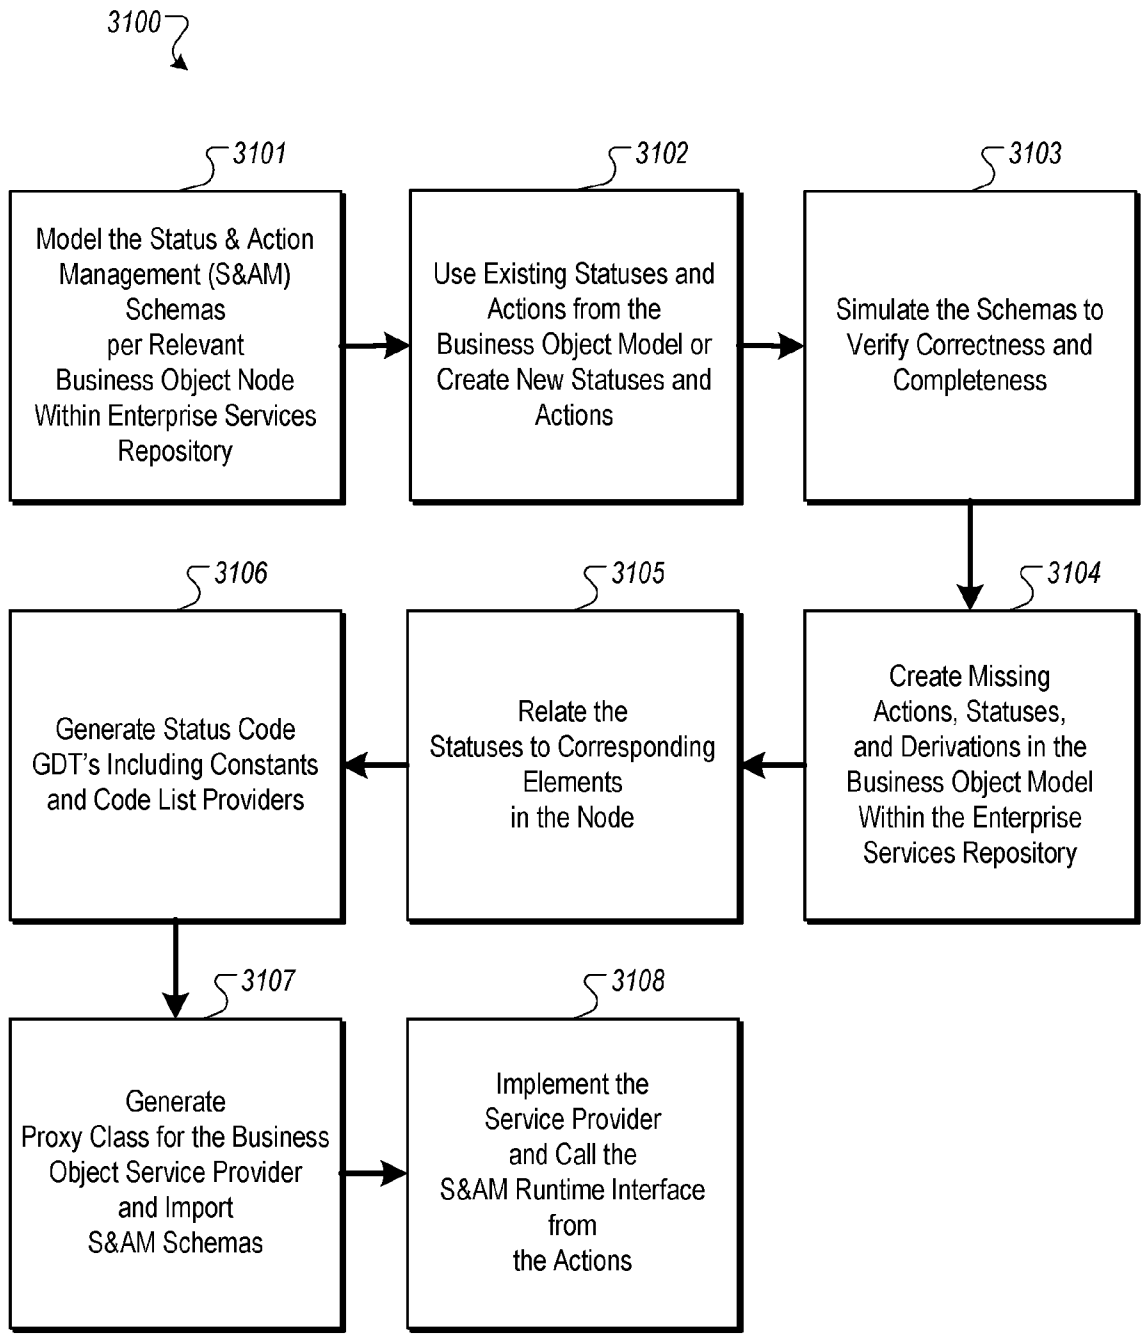 3100
3101
Model the Status & Action
Management (S&AM)
Schemas
per Relevant
Business Object Node
Within Enterprise Services
Repository
3102
Use Existing Statuses and
Actions from the
Business Object Model or
Create New Statuses and
Actions
3103
Simulate the Schemas to
Verify Correctness and
Completeness
3104
Create Missing
Actions, Statuses,
and Derivations in the
Business Object Model
Within the Enterprise
Services Repository
3105
Relate the
Statuses to Corresponding
Elements
in the Node
3106
Generate Status Code
GDT's Including Constants
and Code List Providers
3107
Generate
Proxy Class for the Business
Object Service Provider
and Import
S&AM Schemas
3108
Implement the
Service Provider
and Call the
S&AM Runtime Interface
from
the Actions